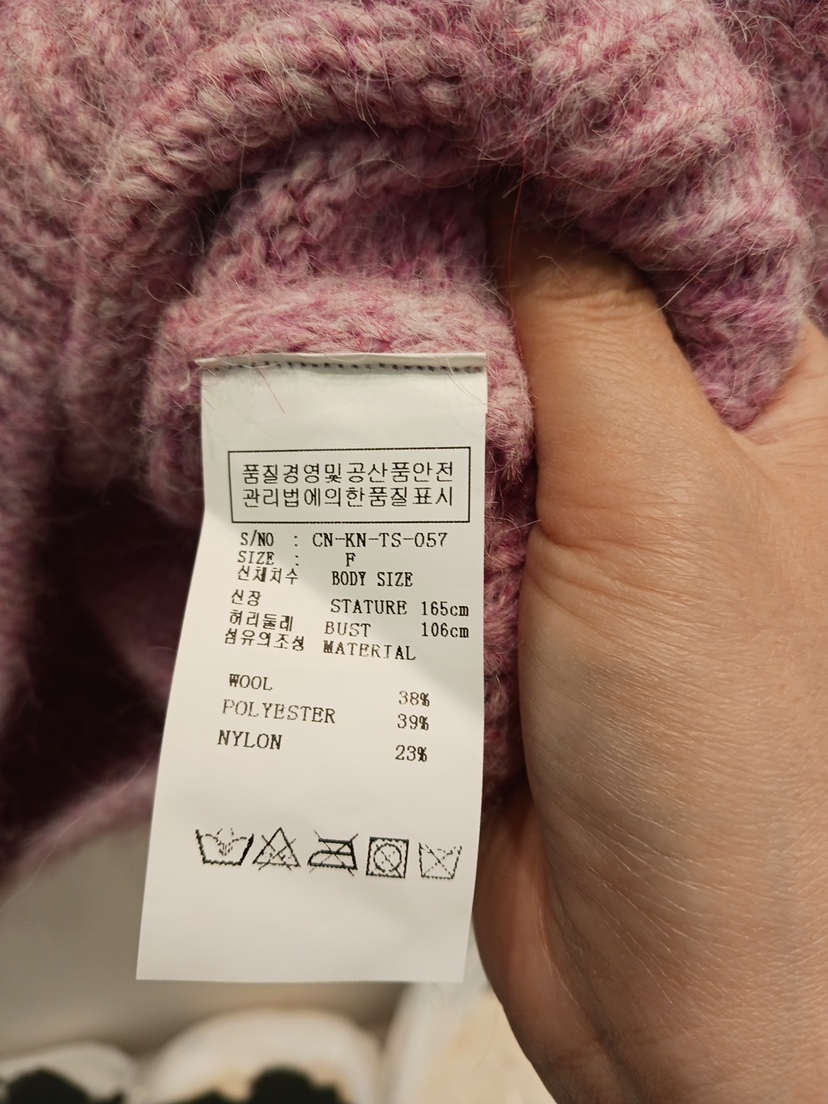 품질경영및공산품안전
관리법에의한품질표시
S/NO : CN-KN-TS-057
SIZE : F
신체치수 BODY SIZE
신장 STATURE 165cm
허리둘레 BUST 106cm
섬유의조성 MATERIAL
WOOL 38%
POLYESTER 39%
NYLON 23%